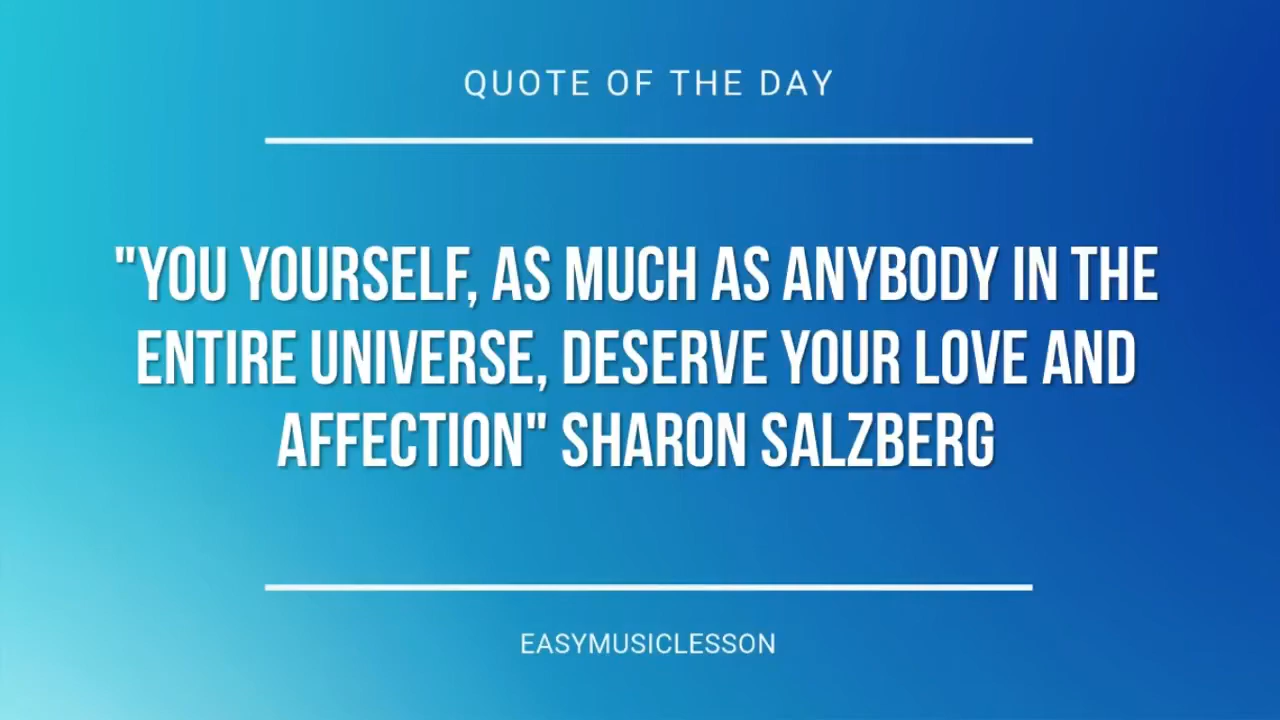 QUOTE OF THE DAY
"YOU YOURSELF, AS MUCH AS ANYBODY IN THE
ENTIRE UNIVERSE, DESERVE YOUR LOVE AND
AFFECTION" SHARON SALZBERG
EASYMUSICLESSON